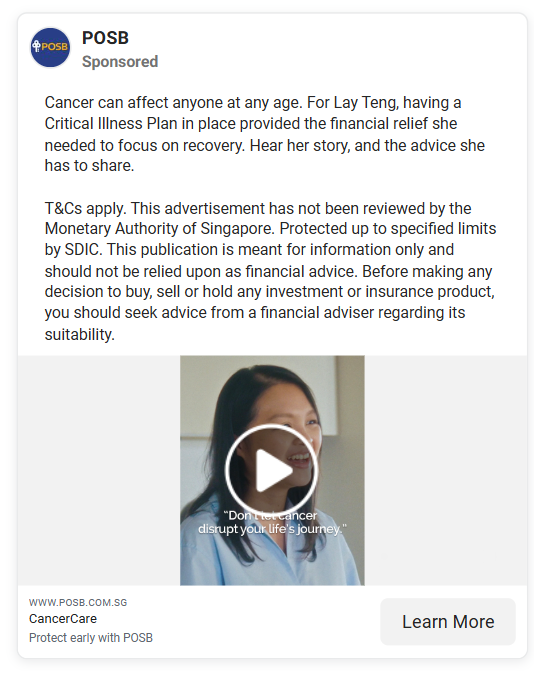 POSB
POSB
Sponsored
Cancer can affect anyone at any age. For Lay Teng, having a
Critical Illness Plan in place provided the financial relief she
needed to focus on recovery. Hear her story, and the advice she
has to share.
T&Cs apply. This advertisement has not been reviewed by the
Monetary Authority of Singapore. Protected up to specified limits
by SDIC. This publication is meant for information only and
should not be relied upon as financial advice. Before making any
decision to buy, sell or hold any investment or insurance product,
you should seek advice from a financial adviser regarding its
suitability.
“Don't let cancer
disrupt your life's journey.”
WWW.POSB.COM.SG
CancerCare
Protect early with POSB
Learn More